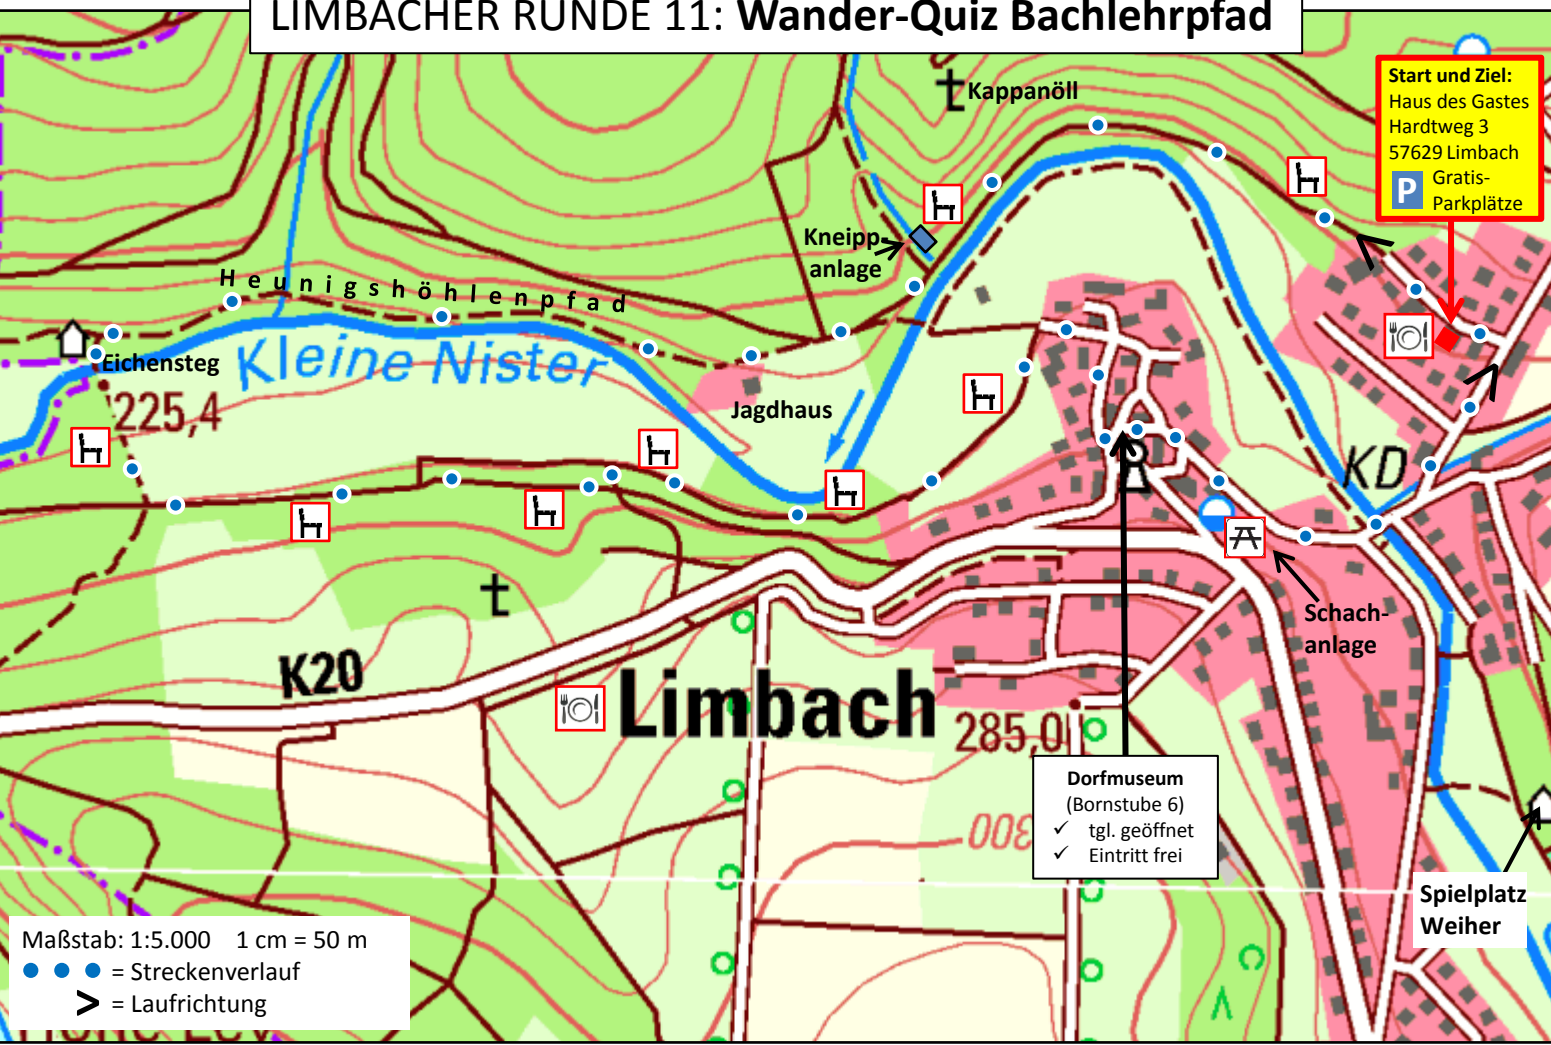 LIMBACHER RUNDE 11: Wander-Quiz Bachlehrpfad
Start und Ziel:
Haus des Gastes
Hardtweg 3
57629 Limbach
P Gratis-
Parkplätze
Kappanöll
Kneipp-
anlage
Heunigshöhlenpfad
Eichensteg
Kleine Nister
225,4
Jagdhaus
KD
Schach-
anlage
K20
Limbach
285,0
Dorfmuseum
(Bornstube 6)
✓ tgl. geöffnet
✓ Eintritt frei
300
Spielplatz
Weiher
Maßstab: 1:5.000 1 cm = 50 m
= Streckenverlauf
> = Laufrichtung